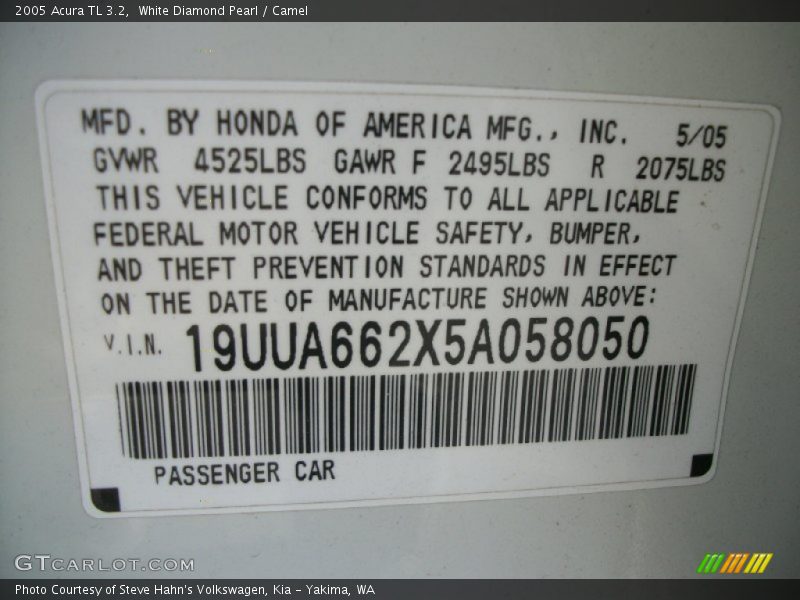 2005 Acura TL 3.2,  White Diamond Pearl / Camel
MFD. BY HONDA OF AMERICA MFG., INC. 5/05
GVWR 4525LBS GAWR F 2495LBS R 2075LBS
THIS VEHICLE CONFORMS TO ALL APPLICABLE
FEDERAL MOTOR VEHICLE SAFETY, BUMPER,
AND THEFT PREVENTION STANDARDS IN EFFECT
ON THE DATE OF MANUFACTURE SHOWN ABOVE:
V.I.N. 19UUA662X5A058050
PASSENGER CAR
GTCARLOT.COM
Photo Courtesy of Steve Hahn's Volkswagen, Kia - Yakima, WA